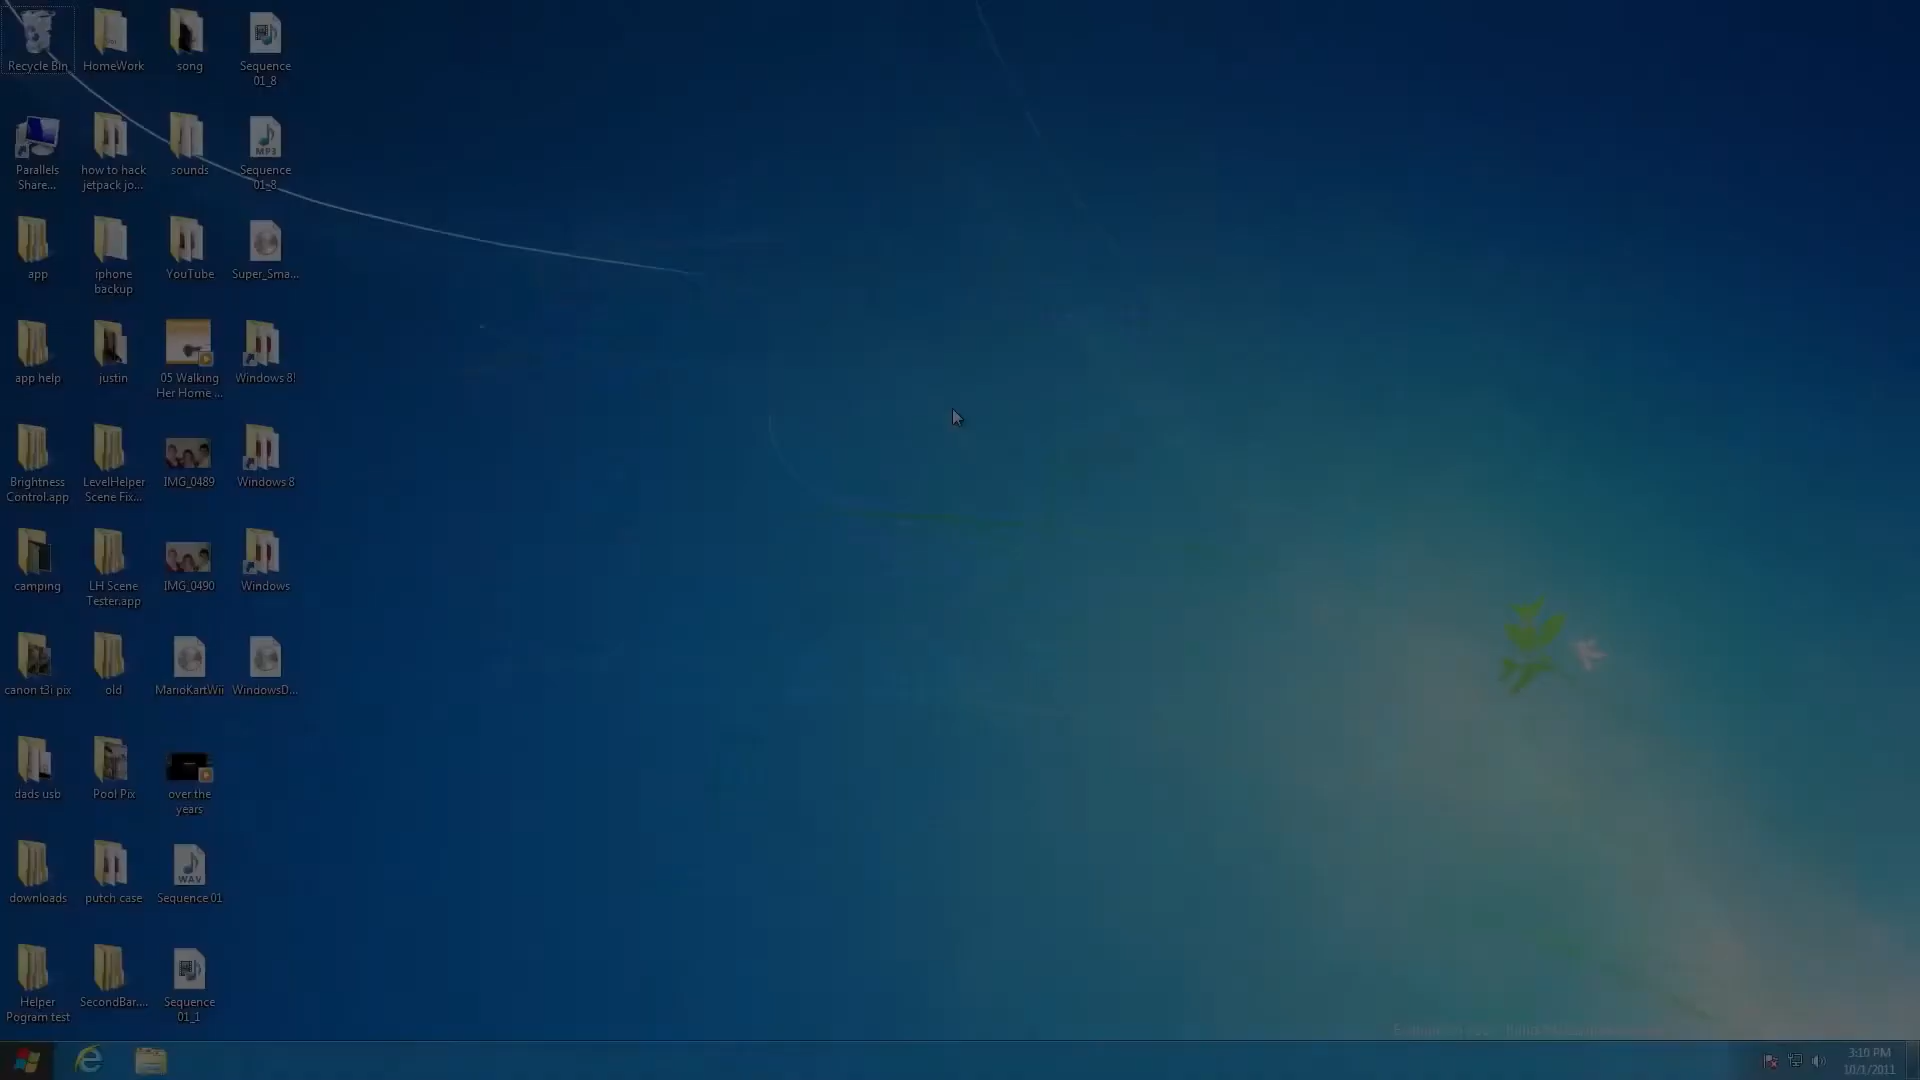 Recycle Bin
HomeWork
song
Sequence
01_8
Parallels
Share...
how to hack
jetpack jo...
sounds
MP3
Sequence
01_8
app
iphone
backup
YouTube
Super_Sma...
app help
justin
05 Walking
Her Home ...
Windows 8!
Brightness
Control.app
LevelHelper
Scene Fix...
IMG_0489
Windows 8
camping
LH Scene
Tester.app
IMG_0490
Windows
canon t3i pix
old
MarioKartWii
WindowsD...
dads usb
Pool Pix
over the
years
downloads
putch case
WAV
Sequence 01
Helper
Pogram test
SecondBar....
Sequence
01_1
3:10 PM
10/1/2011